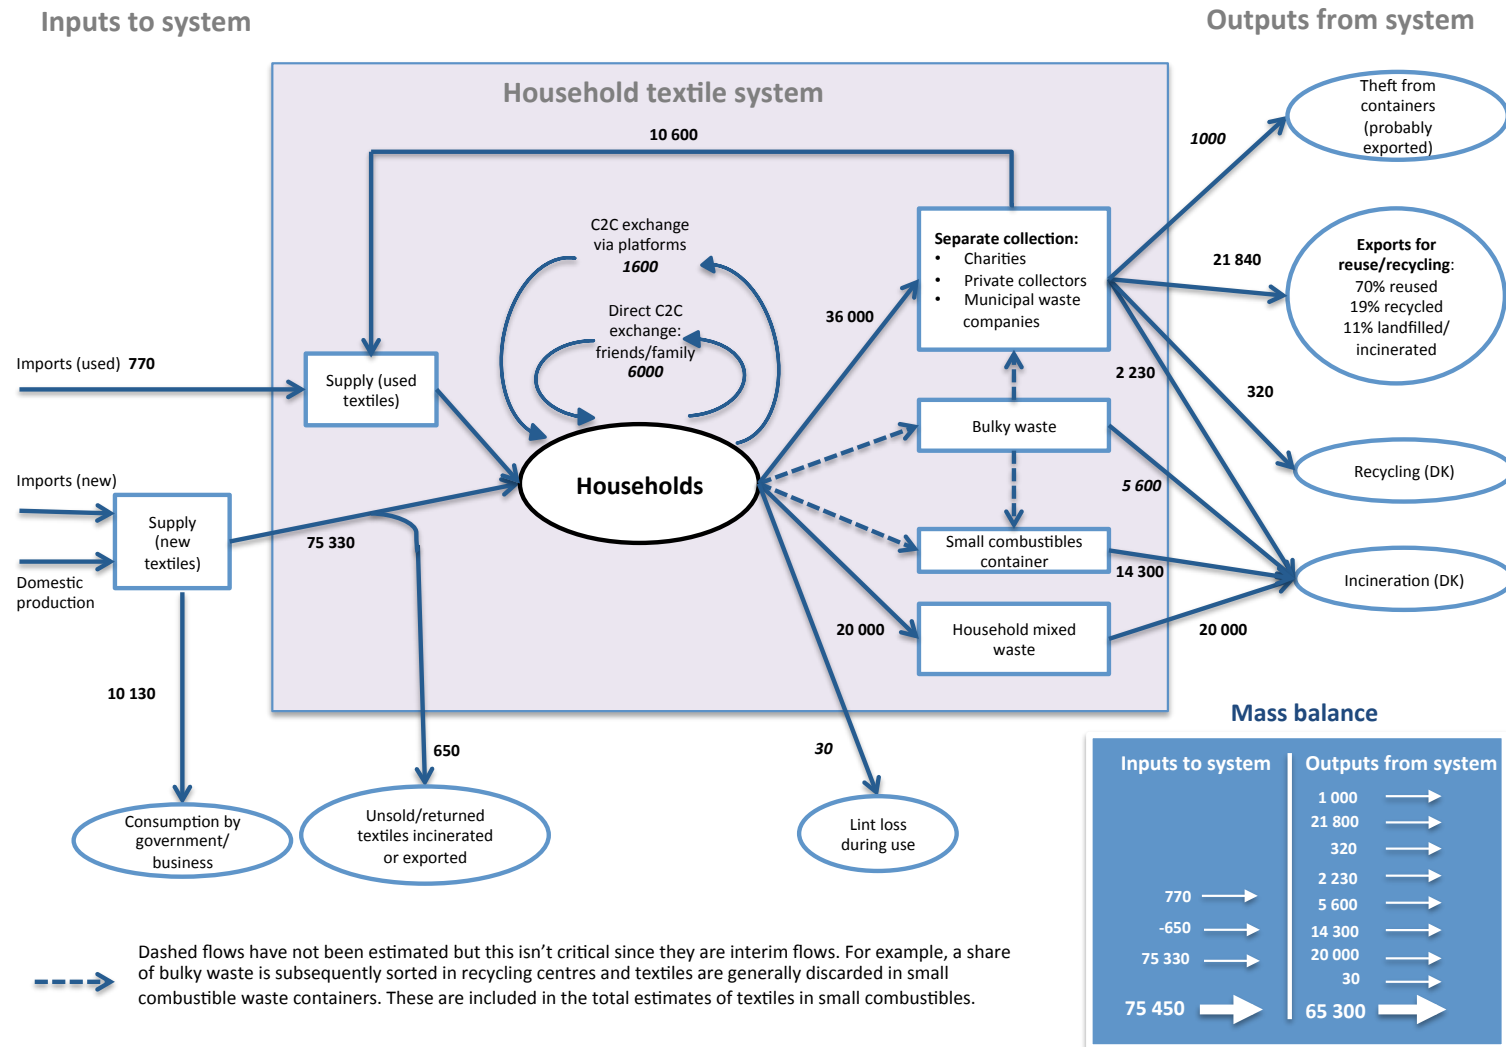 Inputs to system
Outputs from system
Household textile system
10 600
C2C exchange
via platforms
1600
Direct C2C
exchange:
friends/family
6000
Separate collection:
• Charities
• Private collectors
• Municipal waste
companies
36 000
1000
Theft from
containers
(probably
exported)
21 840
Exports for
reuse/recycling:
70% reused
19% recycled
11% landfilled/
incinerated
Imports (used) 770
Supply (used
textiles)
2 230
320
Bulky waste
Recycling (DK)
Imports (new)
Supply
(new
textiles)
Households
5 600
75 330
Small combustibles
container
14 300
Incineration (DK)
Domestic
production
20 000
Household mixed
waste
20 000
10 130
650
30
Consumption by
government/
business
Unsold/returned
textiles incinerated
or exported
Lint loss
during use
Mass balance
Inputs to system
Outputs from system
1 000
21 800
320
2 230
770
5 600
-650
14 300
75 330
20 000
30
75 450
65 300
Dashed flows have not been estimated but this isn't critical since they are interim flows. For example, a share
of bulky waste is subsequently sorted in recycling centres and textiles are generally discarded in small
combustible waste containers. These are included in the total estimates of textiles in small combustibles.